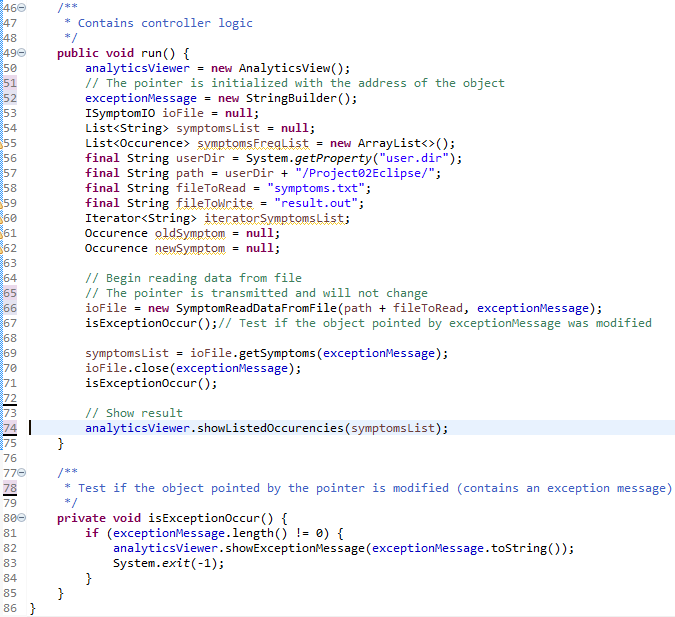 46 /**
47 * Contains controller logic
48 */
49 public void run() {
50 analyticsViewer = new AnalyticsView();
51 // The pointer is initialized with the address of the object
52 exceptionMessage = new StringBuilder();
53 ISymptomIO ioFile = null;
54 List<String> symptomsList = null;
55 List<Occurence> symptomsFreqList = new ArrayList<>();
56 final String userDir = System.getProperty("user.dir");
57 final String path = userDir + "/Project02Eclipse/";
58 final String fileToRead = "symptoms.txt";
59 final String fileToWrite = "result.out";
60 Iterator<String> iteratorSymptomsList;
61 Occurence oldSymptom = null;
62 Occurence newSymptom = null;
63
64 // Begin reading data from file
65 // The pointer is transmitted and will not change
66 ioFile = new SymptomReadDataFromFile(path + fileToRead, exceptionMessage);
67 isExceptionOccur();// Test if the object pointed by exceptionMessage was modified
68
69 symptomsList = ioFile.getSymptoms(exceptionMessage);
70 ioFile.close(exceptionMessage);
71 isExceptionOccur();
72
73 // Show result
74 analyticsViewer.showListedOccurencies(symptomsList);
75 }
76
77 /**
78 * Test if the object pointed by the pointer is modified (contains an exception message)
79 */
80 private void isExceptionOccur() {
81 if (exceptionMessage.length() != 0) {
82 analyticsViewer.showExceptionMessage(exceptionMessage.toString());
83 System.exit(-1);
84 }
85 }
86 }